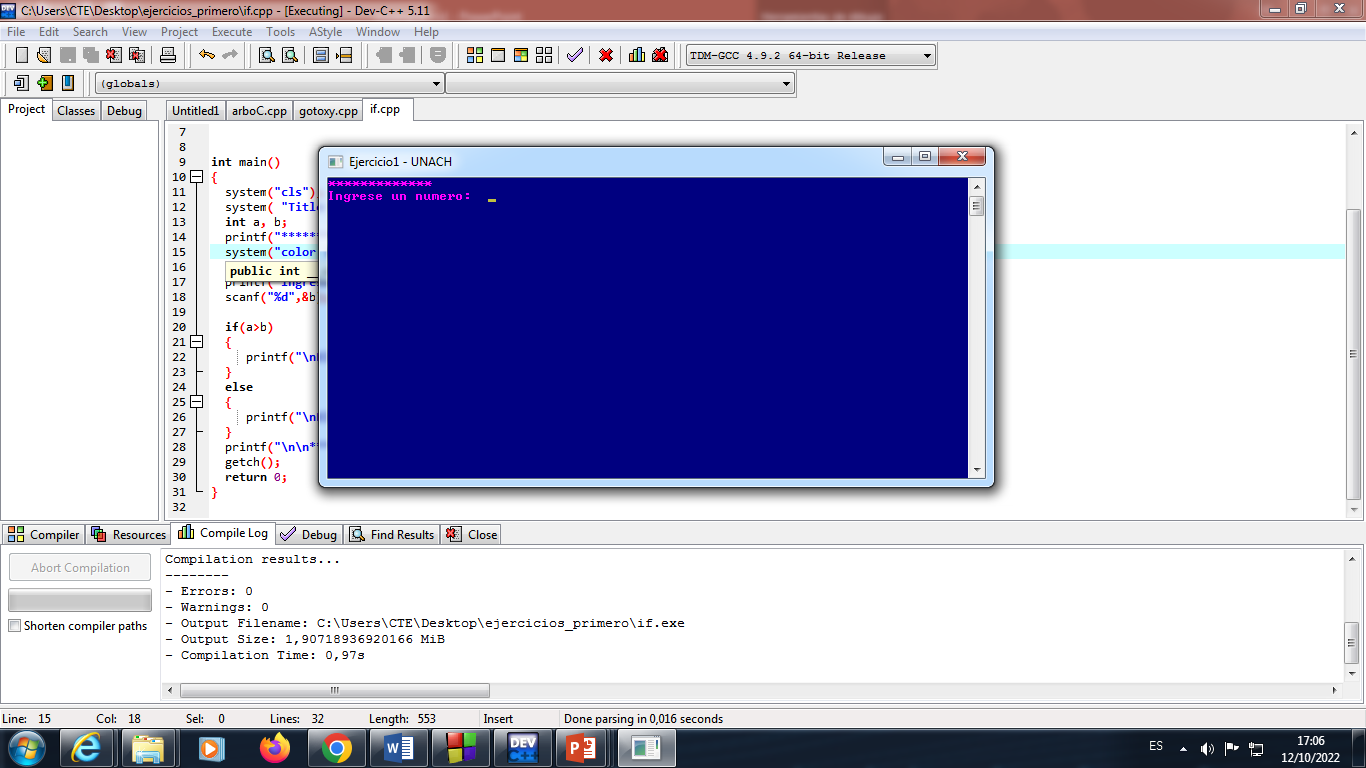 C:\Users\CTE\Desktop\ejercicios_primero\if.cpp - [Executing] - Dev-C++ 5.11
File Edit Search View Project Execute Tools AStyle Window Help
TDM-GCC 4.9.2 64-bit Release
(globals)
Project Classes Debug Untitled1 arboC.cpp gotoxy.cpp if.cpp
7
8
9 int main()
10 {
11 system("cls")
12 system( "Title
13 int a, b;
14 printf("******
15 system("color
16 public int
17 printf("Ingre
18 scanf("%d",&b
19
20 if(a>b)
21 {
22 printf("\n
23 }
24 else
25 {
26 printf("\n
27 }
28 printf("\n\n*
29 getch();
30 return 0;
31 }
32
Ejercicio1 - UNACH
*************
Ingrese un numero: _
Compiler Resources Compile Log Debug Find Results Close
Abort Compilation
Shorten compiler paths
Compilation results...
--------
- Errors: 0
- Warnings: 0
- Output Filename: C:\Users\CTE\Desktop\ejercicios_primero\if.exe
- Output Size: 1,90718936920166 MiB
- Compilation Time: 0,97s
Line: 15 Col: 18 Sel: 0 Lines: 32 Length: 553 Insert Done parsing in 0,016 seconds
DEV C++
ES
17:06
12/10/2022